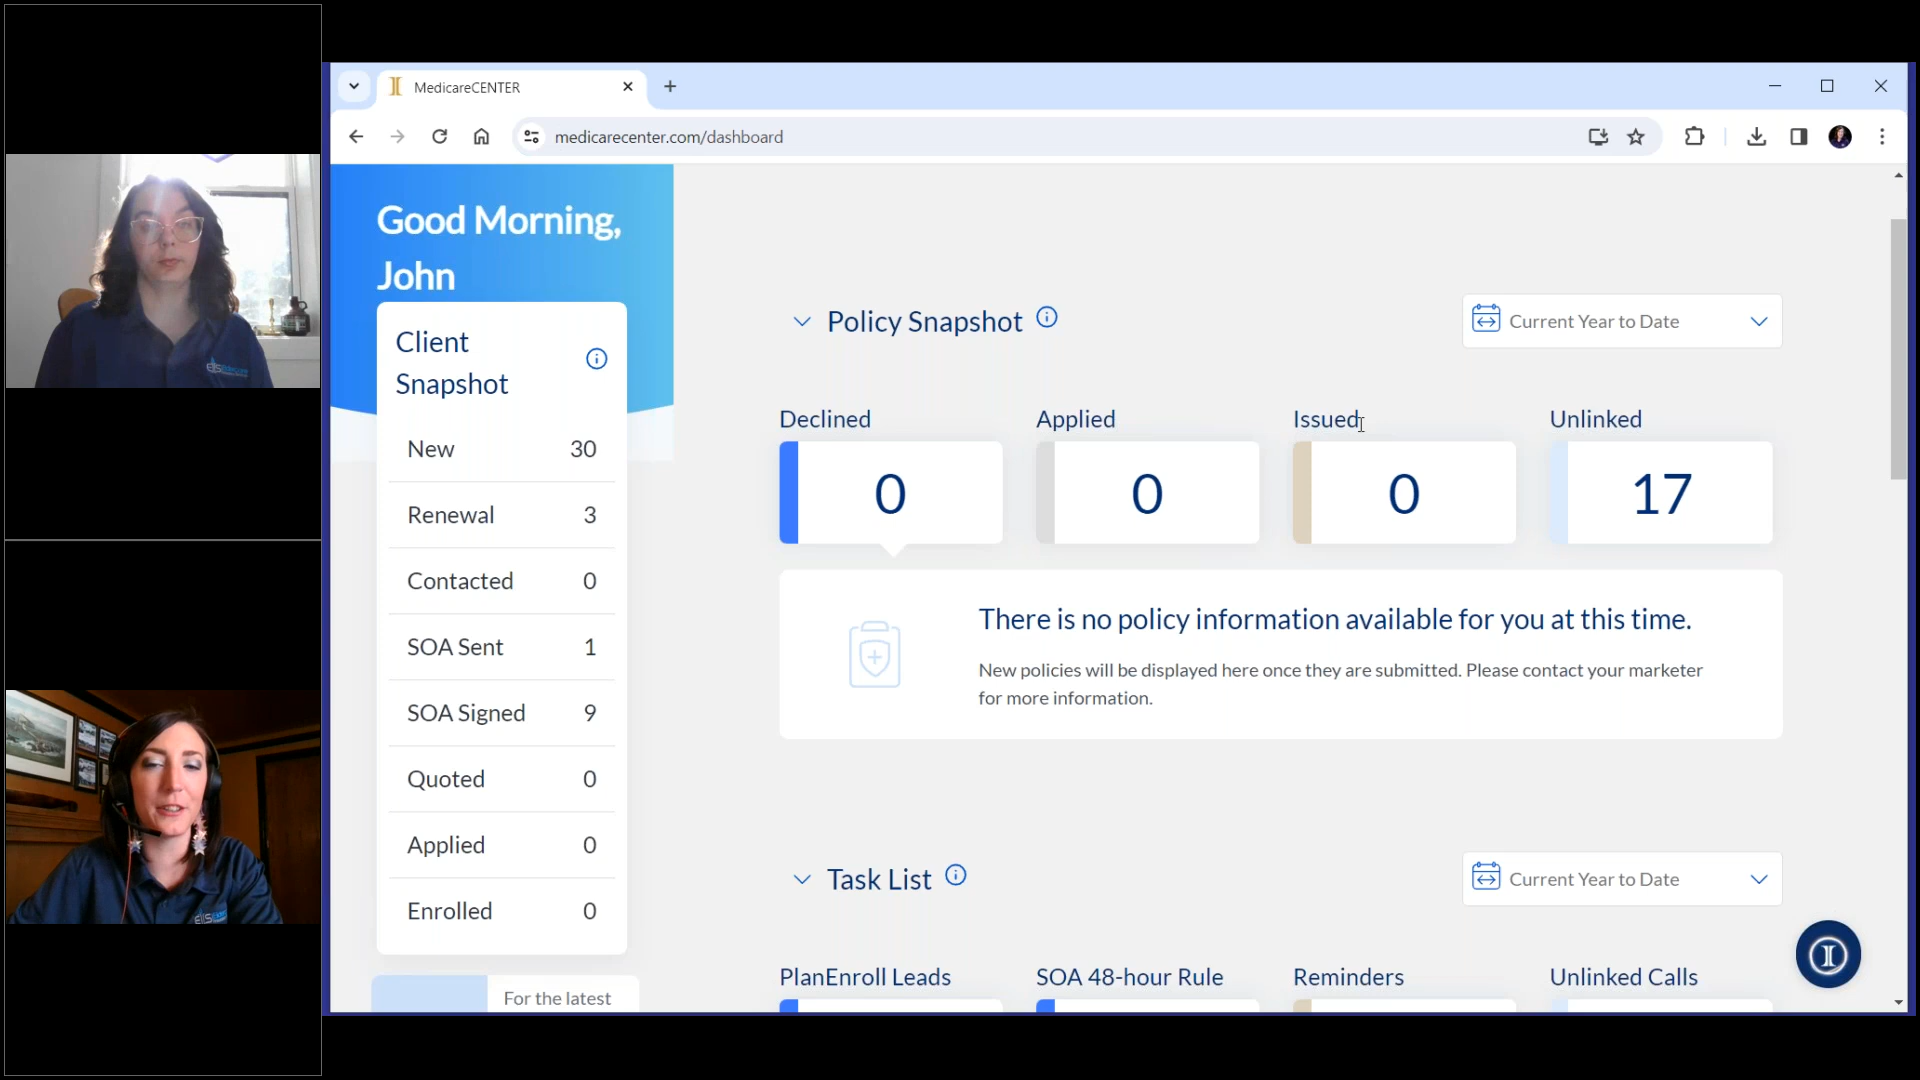 MedicareCENTER
medicarecenter.com/dashboard
Good Morning,
John
Client
Snapshot
New 30
Renewal 3
Contacted 0
SOA Sent 1
SOA Signed 9
Quoted 0
Applied 0
Enrolled 0
For the latest
Policy Snapshot
Current Year to Date
Declined Applied Issued Unlinked
0 0 0 17
There is no policy information available for you at this time.
New policies will be displayed here once they are submitted. Please contact your marketer
for more information.
Task List
Current Year to Date
PlanEnroll Leads SOA 48-hour Rule Reminders Unlinked Calls